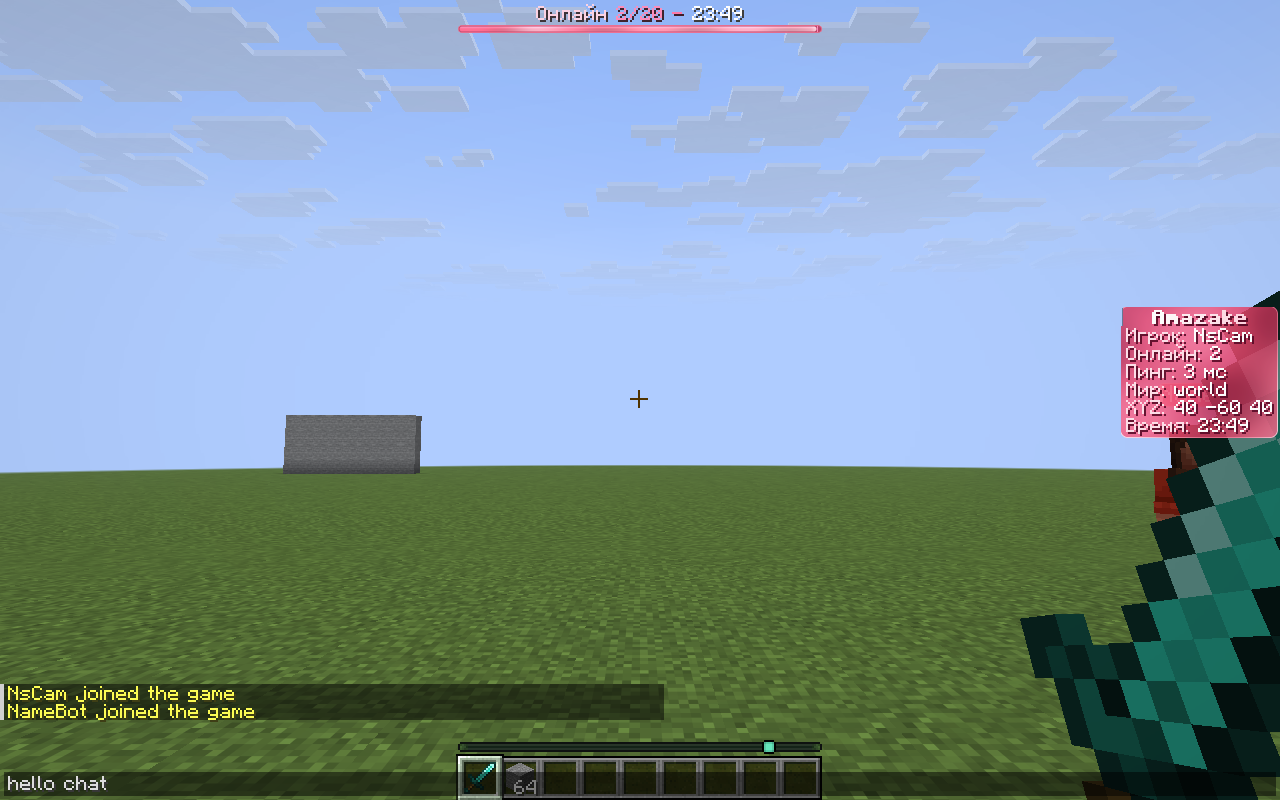 Онлайн 2/20 - 23:49
Amazake
Игрок: NsCam
Онлайн: 2
Пинг: 3 мс
Мир: world
XYZ: 40 -60 40
Время: 23:49
NsCam joined the game
NameBot joined the game
64
hello chat